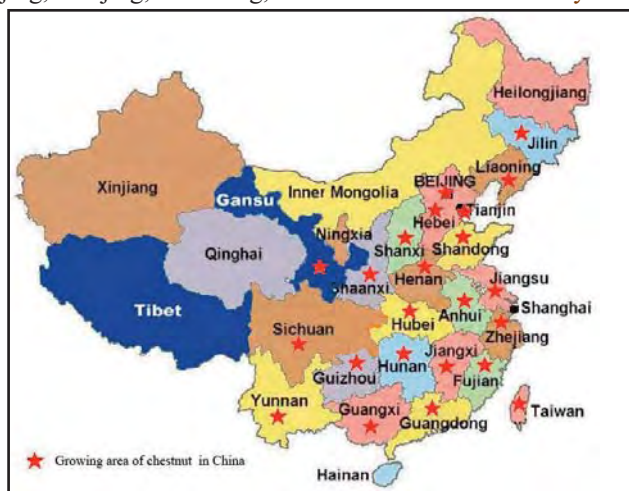 jing,
Heilongjiang
Jilin
Liaoning
Xinjiang
Gansu
Inner Mongolia
BEIJING
Tianjin
Hebei
Ningxia
Shanxi
Shandong
Qinghai
Shaanxi
Henan
Jiangsu
Tibet
Shanghai
Anhui
Sichuan
Hubei
Zhejiang
Jiangxi
Hunan
Guizhou
Fujian
Yunnan
Guangxi
Guangdong
Taiwan
Growing area of chestnut in China
Hainan